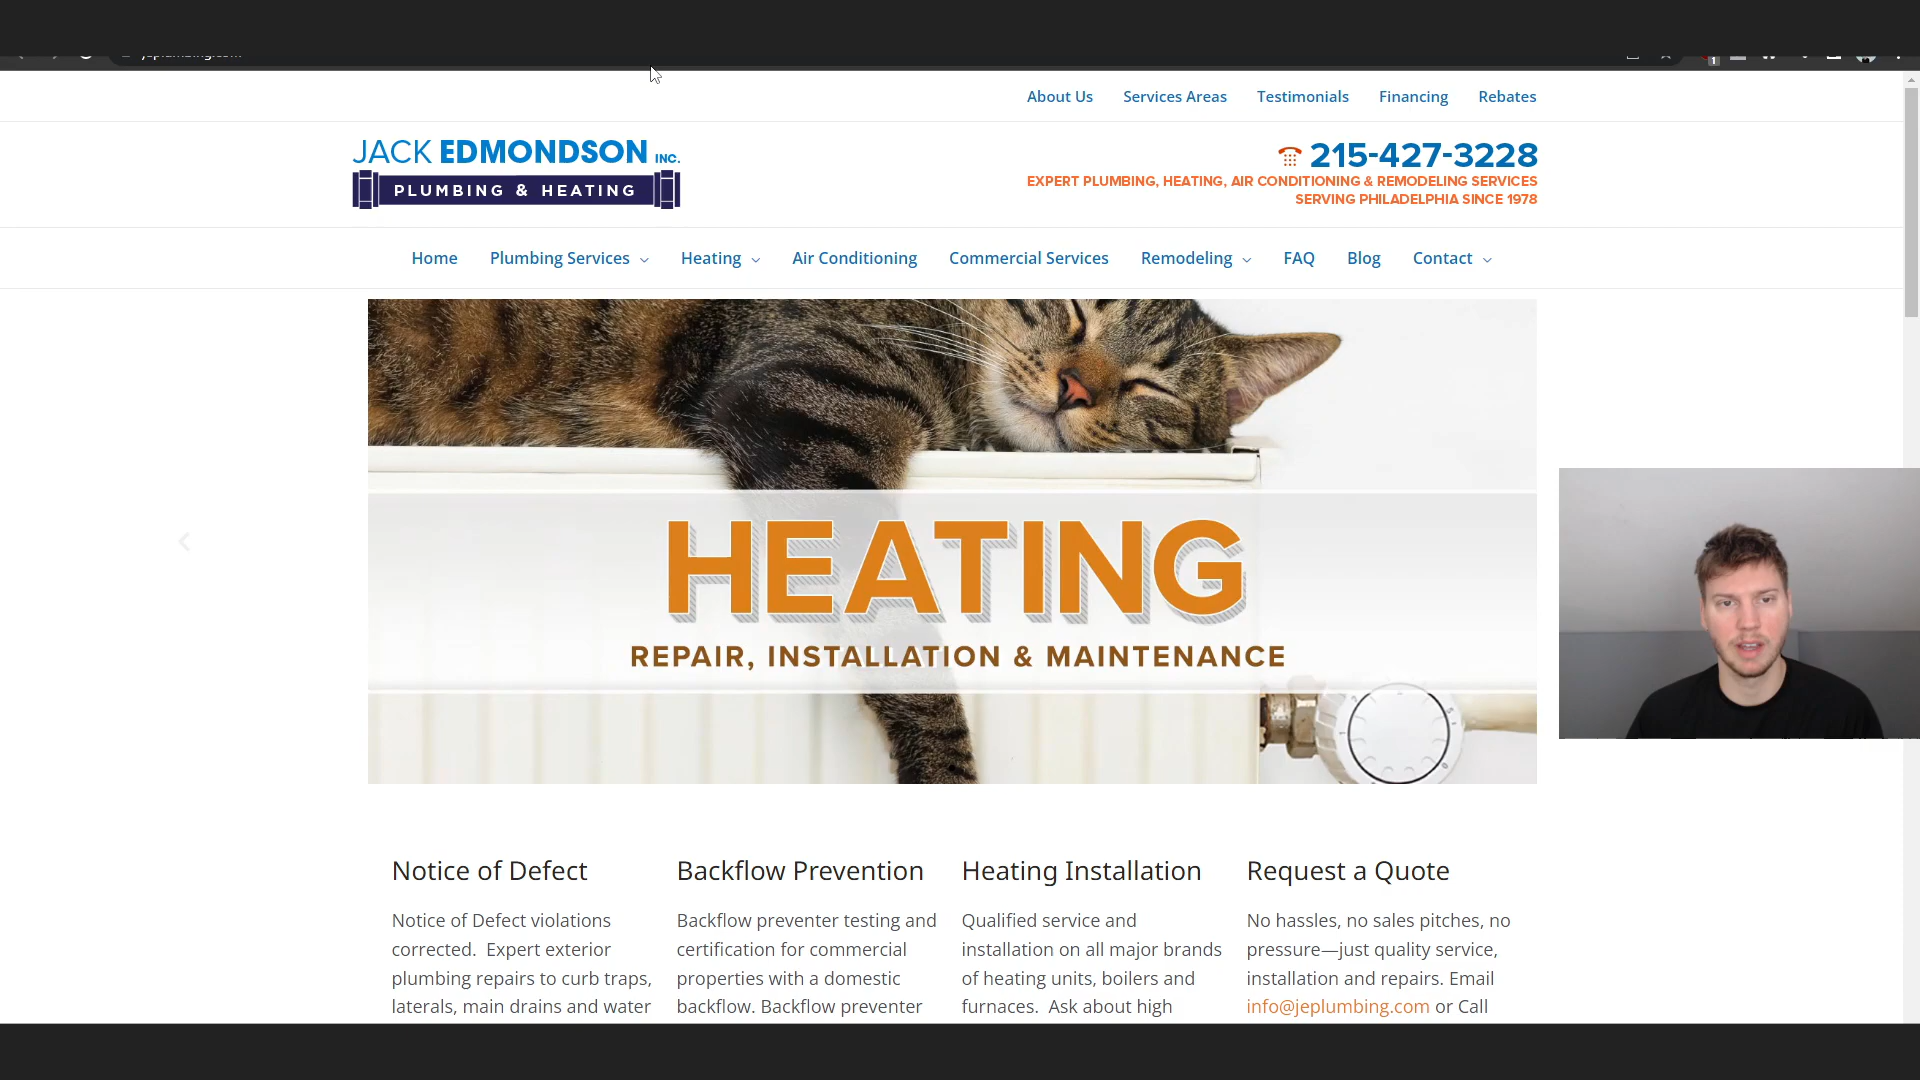 1
About Us Services Areas Testimonials Financing Rebates
JACK EDMONDSON INC.
PLUMBING & HEATING
215-427-3228
EXPERT PLUMBING, HEATING, AIR CONDITIONING & REMODELING SERVICES
SERVING PHILADELPHIA SINCE 1978
Home Plumbing Services Heating Air Conditioning Commercial Services Remodeling FAQ Blog Contact
HEATING
REPAIR, INSTALLATION & MAINTENANCE
Notice of Defect
Notice of Defect violations
corrected. Expert exterior
plumbing repairs to curb traps,
laterals, main drains and water
Backflow Prevention
Backflow preventer testing and
certification for commercial
properties with a domestic
backflow. Backflow preventer
Heating Installation
Qualified service and
installation on all major brands
of heating units, boilers and
furnaces. Ask about high
Request a Quote
No hassles, no sales pitches, no
pressure—just quality service,
installation and repairs. Email
info@jeplumbing.com or Call